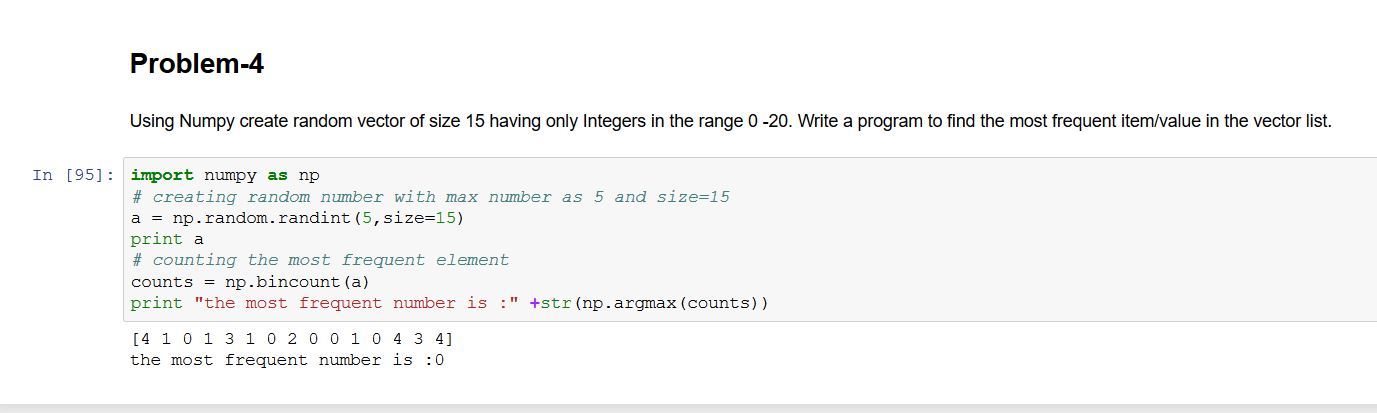 Problem-4
Using Numpy create random vector of size 15 having only Integers in the range 0 -20. Write a program to find the most frequent item/value in the vector list.
In [95]: import numpy as np
# creating random number with max number as 5 and size=15
a = np.random.randint(5,size=15)
print a
# counting the most frequent element
counts = np.bincount(a)
print "the most frequent number is :" +str(np.argmax(counts))
[4 1 0 1 3 1 0 2 0 0 1 0 4 3 4]
the most frequent number is :0